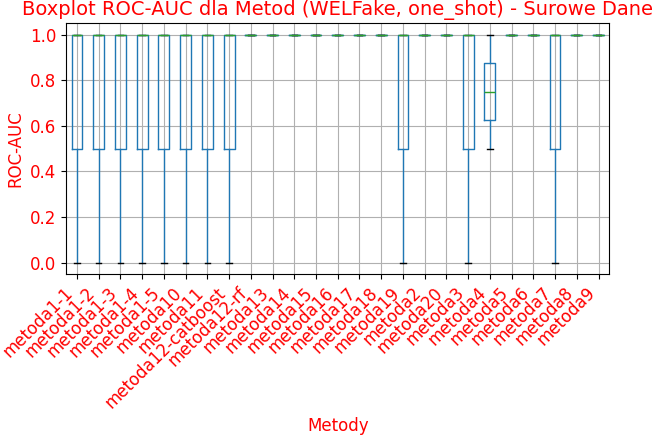 Boxplot ROC-AUC dla Metod (WELFake, one_shot) - Surowe Dane
ROC-AUC
1.0
0.8
0.6
0.4
0.2
0.0
metoda1-1
metoda1-2
metoda1-3
metoda1-4
metoda1-5
metoda10
metoda11
metoda12-catboost
metoda12-rf
metoda13
metoda14
metoda15
metoda16
metoda17
metoda18
metoda19
metoda2
metoda20
metoda3
metoda4
metoda5
metoda6
metoda7
metoda8
metoda9
Metody